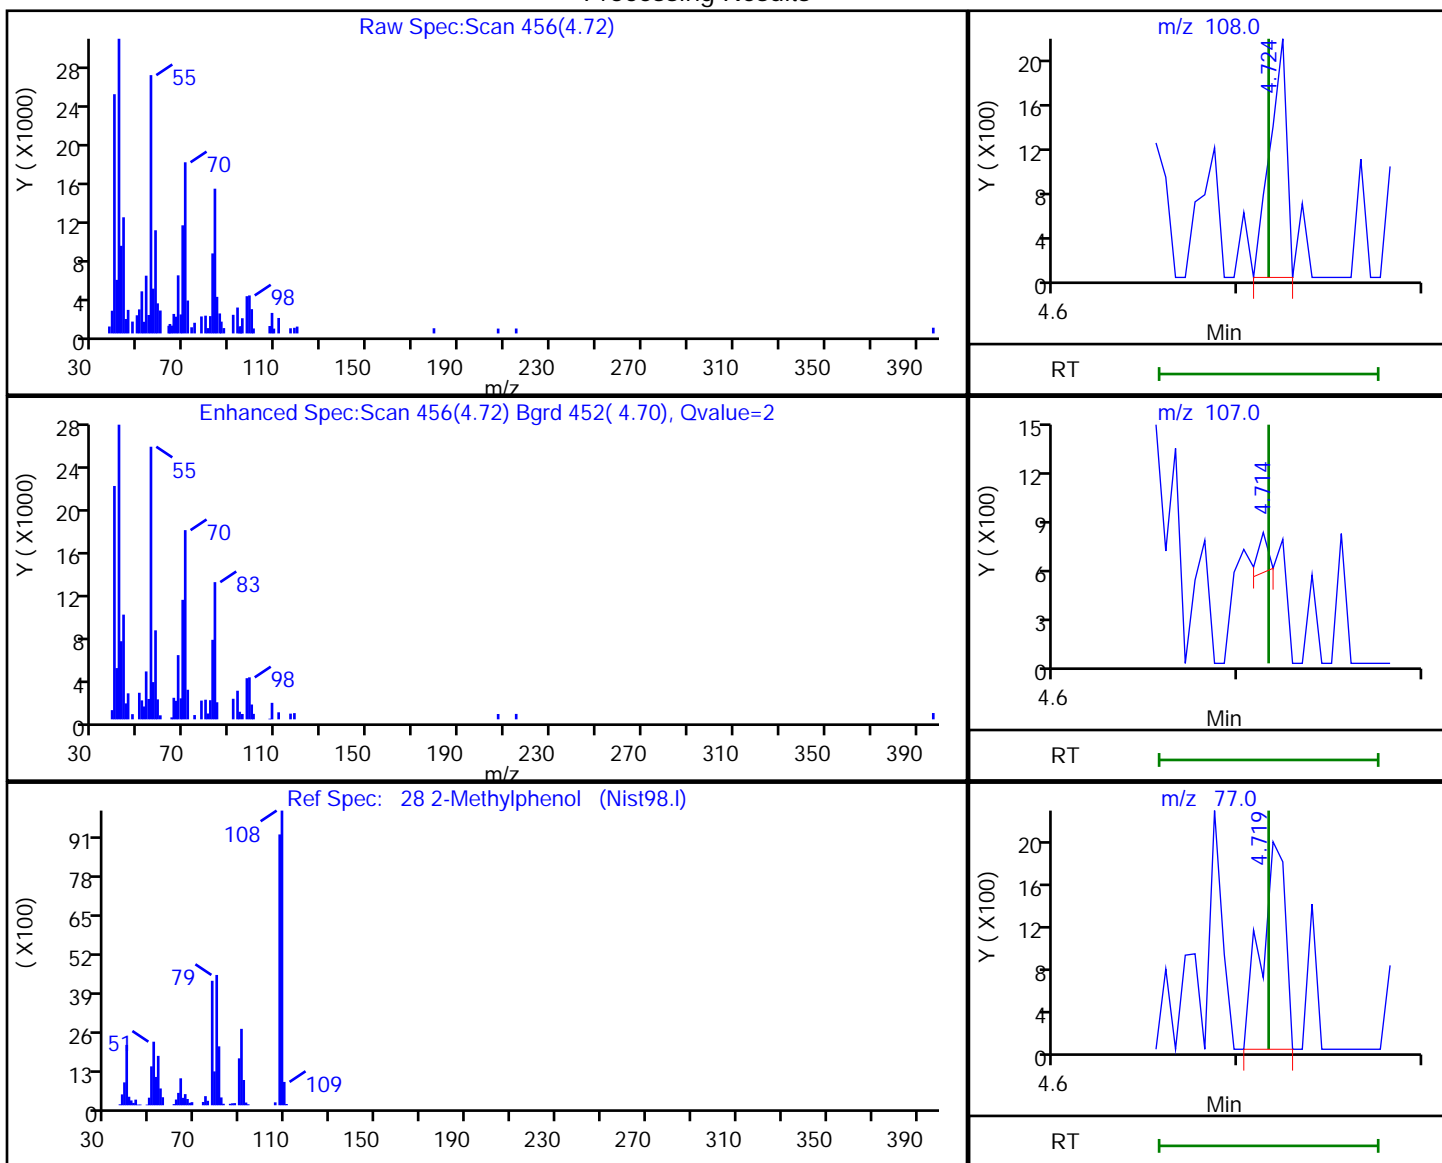 Processing Results
Raw Spec:Scan 456(4.72)
Y ( X1000)
28
24
20
16
12
8
4
0
55
70
98
30 70 110 150 190 230 270 310 350 390
m/z
m/z 108.0
Y ( X100)
20
16
12
8
4
0
4.724
4.6
Min
RT
Enhanced Spec:Scan 456(4.72) Bgrd 452( 4.70), Qvalue=2
Y ( X1000)
28
24
20
16
12
8
4
0
55
70
83
98
30 70 110 150 190 230 270 310 350 390
m/z
m/z 107.0
Y ( X100)
15
12
9
6
3
0
4.714
4.6
Min
RT
Ref Spec: 28 2-Methylphenol (Nist98.l)
( X100)
91
78
65
52
39
26
13
0
108
79
51
109
30 70 110 150 190 230 270 310 350 390
m/z 77.0
Y ( X100)
20
16
12
8
4
0
4.719
4.6
Min
RT